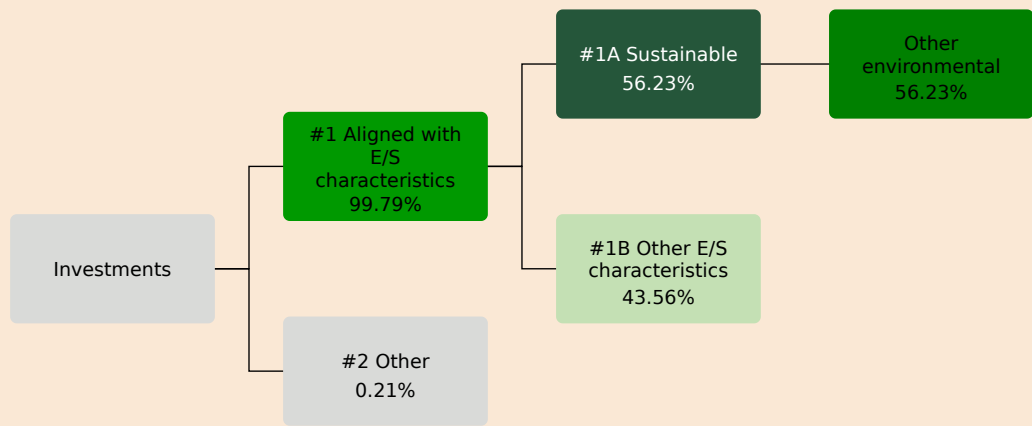 Investments
#1 Aligned with
E/S
characteristics
99.79%
#2 Other
0.21%
#1A Sustainable
56.23%
#1B Other E/S
characteristics
43.56%
Other
environmental
56.23%